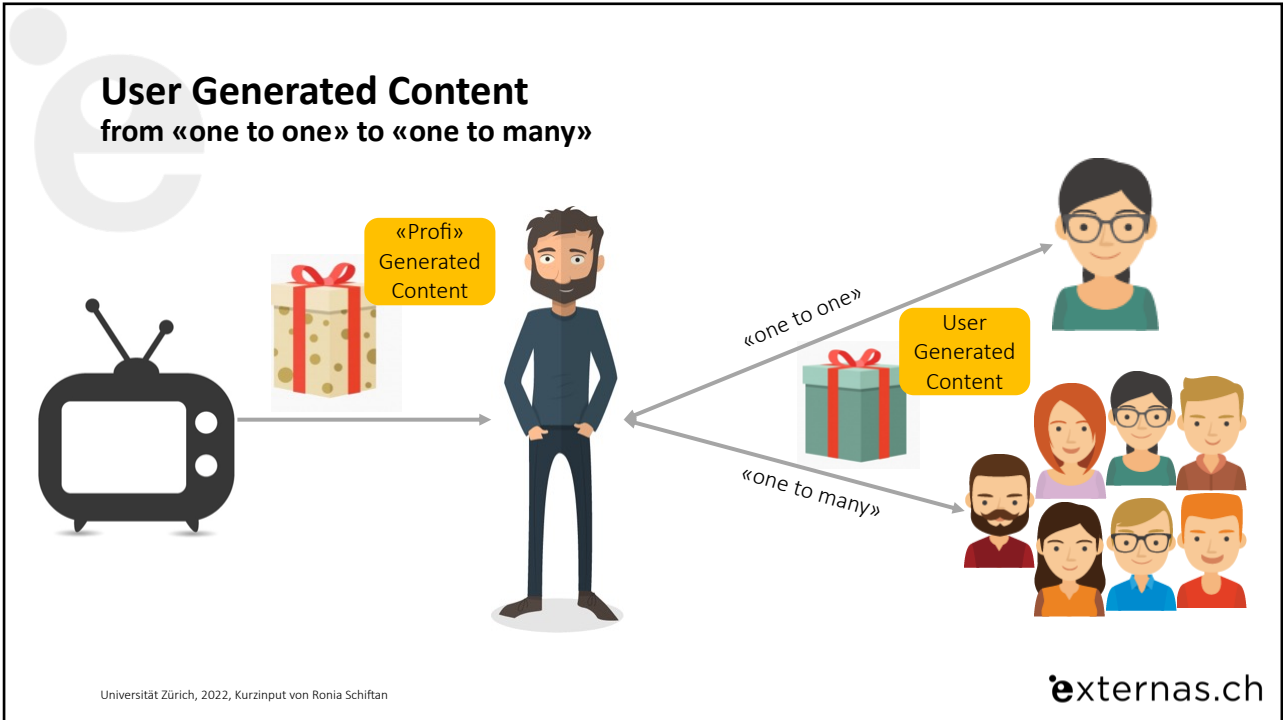 User Generated Content
from «one to one» to «one to many»
«Profi»
Generated
Content
«one to one»
User
Generated
Content
«one to many»
Universität Zürich, 2022, Kurzinput von Ronia Schiftan
externas.ch